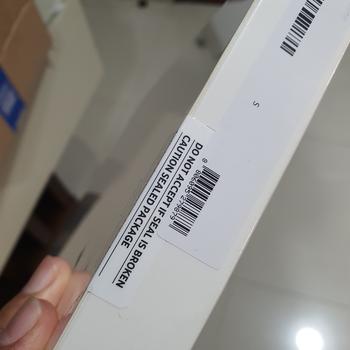 S
DO NOT ACCEPT IF SEAL IS BROKEN
CAUTION SEALED PACKAGE